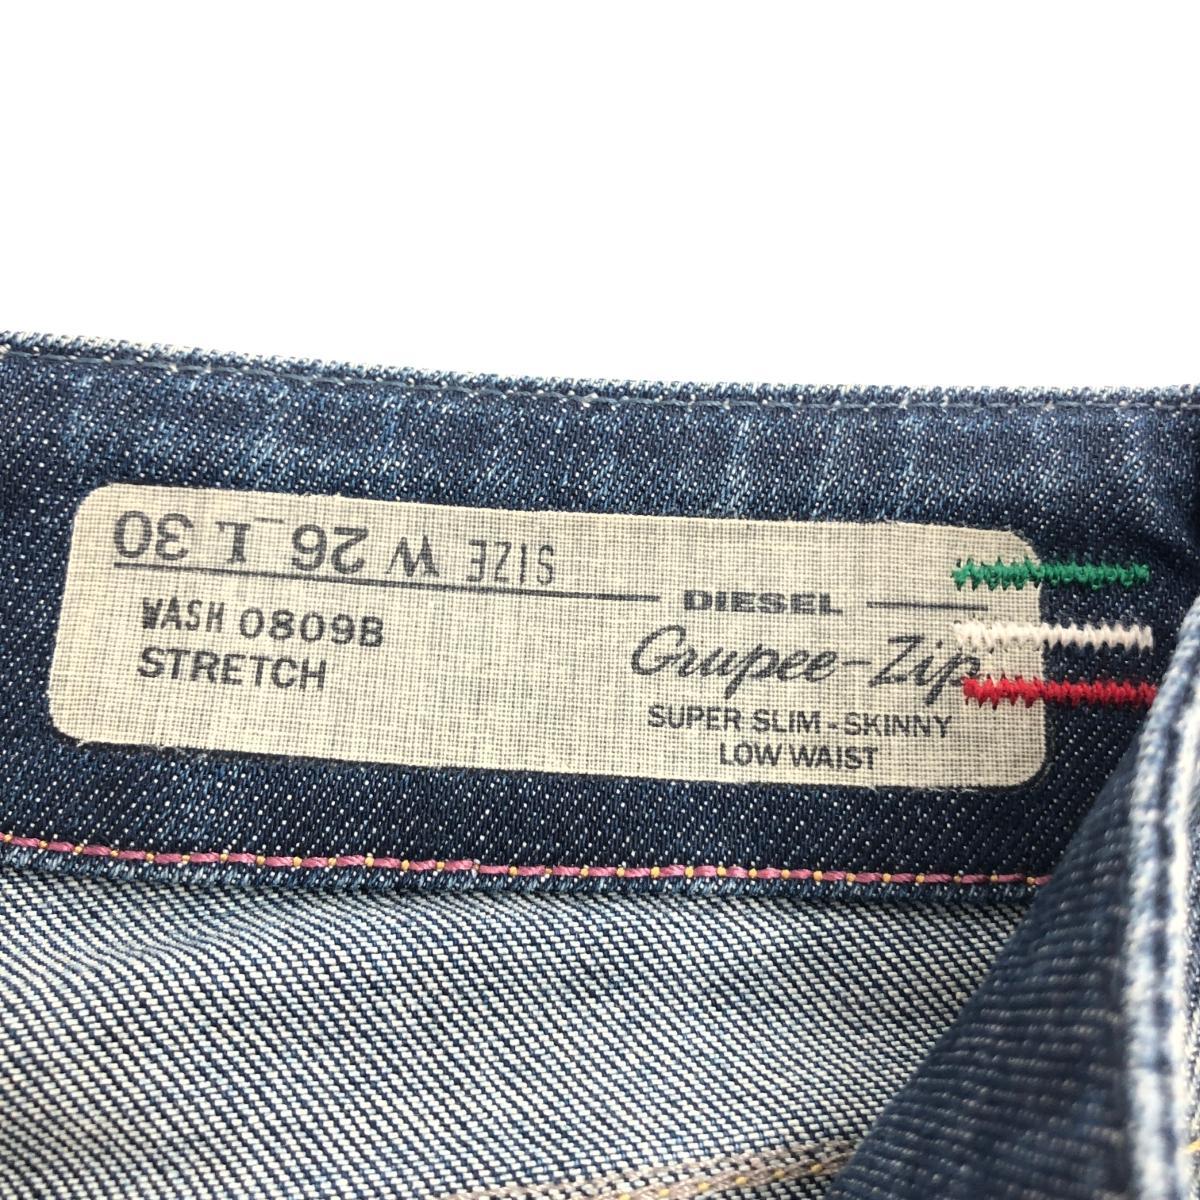 SIZE W 26 L 30
DIESEL
WASH 0809B
STRETCH
Grupee-Zip
SUPER SLIM-SKINNY
LOW WAIST